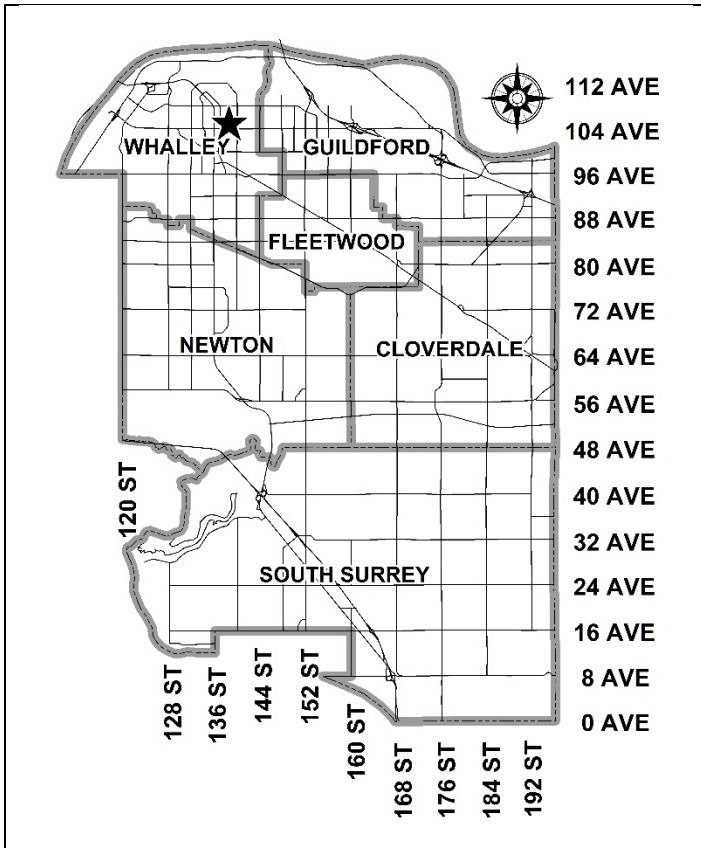 112 AVE
104 AVE
WHALLEY
GUILDFORD
96 AVE
88 AVE
FLEETWOOD
80 AVE
72 AVE
NEWTON
CLOVERDALE
64 AVE
56 AVE
48 AVE
120 ST
40 AVE
32 AVE
SOUTH SURREY
24 AVE
16 AVE
8 AVE
0 AVE
128 ST
136 ST
144 ST
152 ST
160 ST
168 ST
176 ST
184 ST
192 ST